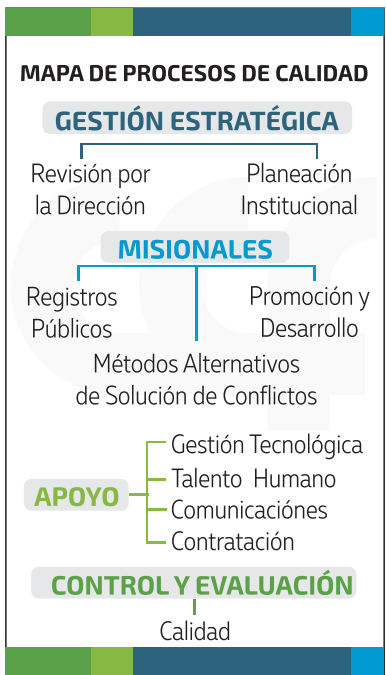 MAPA DE PROCESOS DE CALIDAD
GESTIÓN ESTRATÉGICA
Revisión por
la Dirección
Planeación
Institucional
MISIONALES
Registros
Públicos
Promoción y
Desarrollo
Métodos Alternativos
de Solución de Conflictos
APOYO
Gestión Tecnológica
Talento Humano
Comunicaciónes
Contratación
CONTROL Y EVALUACIÓN
Calidad